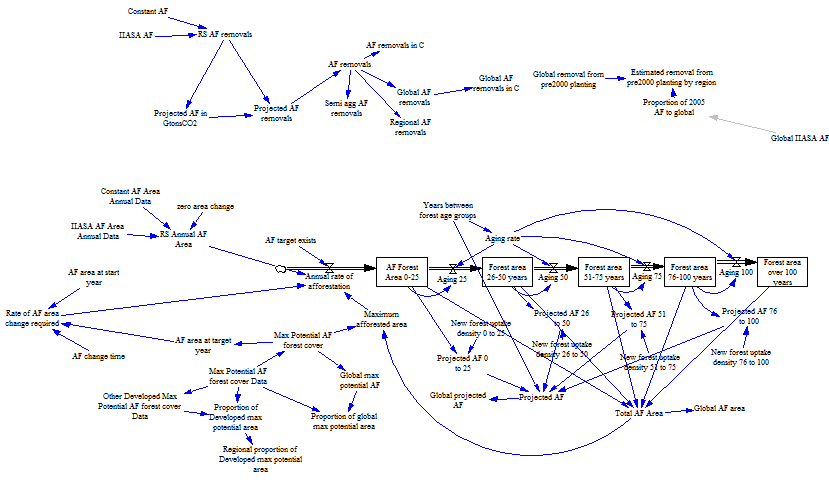 Constant AF
IIASA AF
RS AF removals
AF removals in C
AF removals
Projected AF in
GtonsCO2
Projected AF
removals
Semi agg AF
removals
Global AF
removals
Regional AF
removals
Global AF
removals in C
Global removal from
pre2000 planting
Estimated removal from
pre2000 planting by region
Proportion of 2005
AF to global
Global IIASA AF
Constant AF Area
Annual Data
zero area change
IIASA AF Area
Annual Data
RS Annual AF
Area
AF target exists
Years between
forest age groups
Aging rate
Annual rate of
afforestation
AF Forest
Area 0-25
Aging 25
Forest area
26-50 years
Aging 50
Forest area
51-75 years
Aging 75
Forest area
76-100 years
Aging 100
Forest area
over 100
years
AF area at start
year
Rate of AF area
change required
AF change time
AF area at target
year
Max Potential AF
forest cover
Maximum
afforested area
Max Potential AF
forest cover Data
Global max
potential AF
Other Developed Max
Potential AF forest cover
Data
Proportion of
Developed max
potential area
Proportion of global
max potential area
Regional proportion of
Developed max potential
area
New forest uptake
density 0 to 25
Projected AF 0
to 25
Projected AF 26
to 50
New forest uptake
density 26 to 50
Projected AF 51
to 75
New forest uptake
density 51 to 75
Projected AF 76
to 100
New forest uptake
density 76 to 100
Global projected
AF
Projected AF
Total AF Area
Global AF area